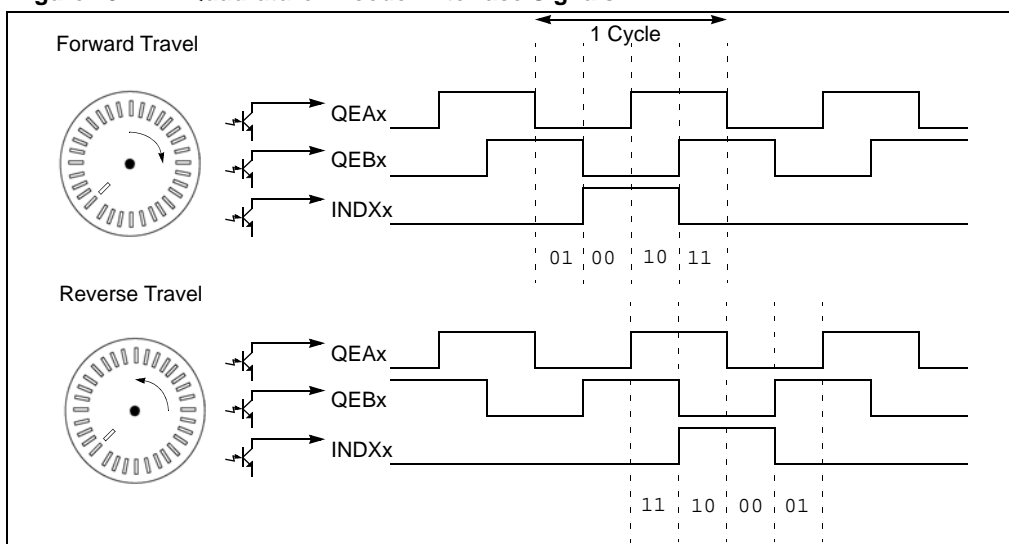 1 Cycle
Forward Travel
QEAx
QEBx
INDXx
01 00 10 11
Reverse Travel
QEAx
QEBx
INDXx
11 10 00 01